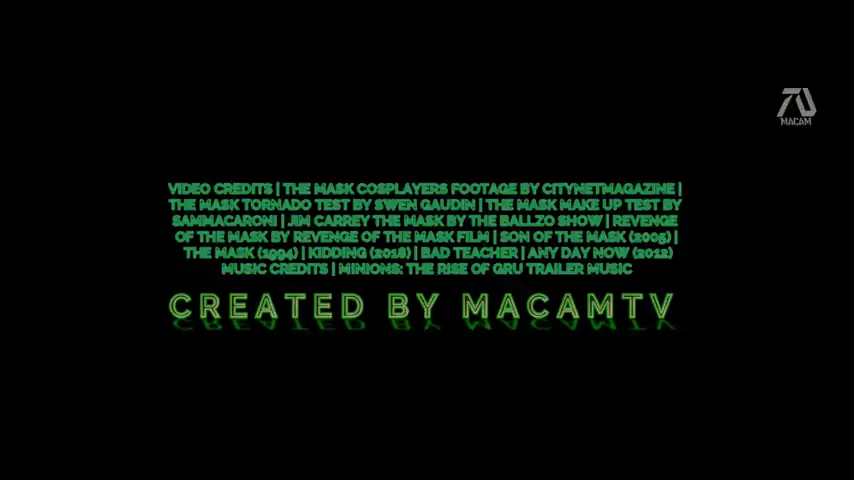 MACAM
VIDEO CREDITS | THE MASK COSPLAYERS FOOTAGE BY CITYNETMAGAZINE |
THE MASK TORNADO TEST BY SWEN GAUDIN | THE MASK MAKE UP TEST BY
SAMMACARONI | JIM CARREY THE MASK BY THE BALLZO SHOW | REVENGE
OF THE MASK BY REVENGE OF THE MASK FILM | SON OF THE MASK (2005) |
THE MASK (1994) | KIDDING (2018) | BAD TEACHER | ANY DAY NOW (2012)
MUSIC CREDITS | MINIONS: THE RISE OF GRU TRAILER MUSIC
CREATED BY MACAMTV